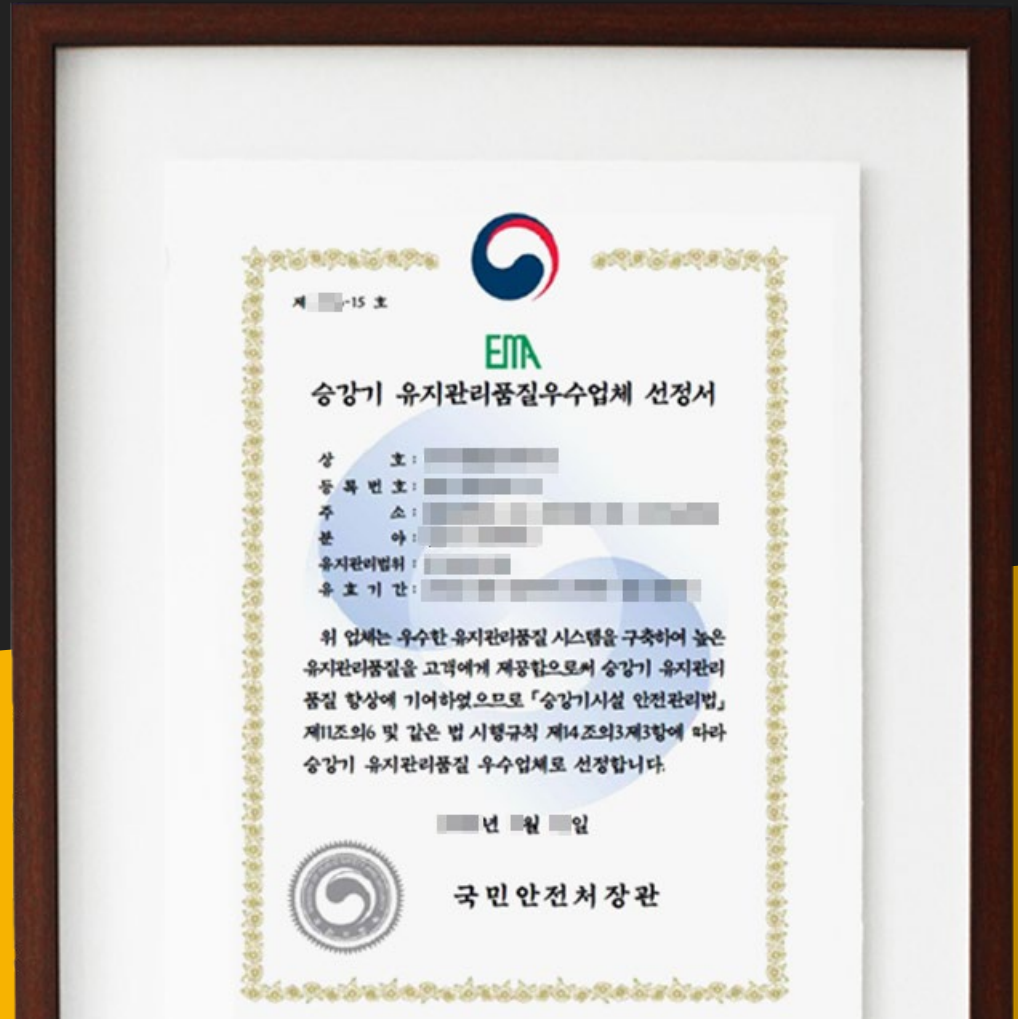 제 -15 호
EMA
승강기 유지관리품질우수업체 선정서
상 호 :
등록번호 :
주 소 :
분 야 :
유지관리범위 :
유효기간 :
위 업체는 우수한 유지관리품질 시스템을 구축하여 높은
유지관리품질을 고객에게 제공함으로써 승강기 유지관리
품질 향상에 기여하였으므로 「승강기시설 안전관리법」
제11조의6 및 같은 법 시행규칙 제14조의3제3항에 따라
승강기 유지관리품질 우수업체로 선정합니다.
년 월 일
국민안전처장관